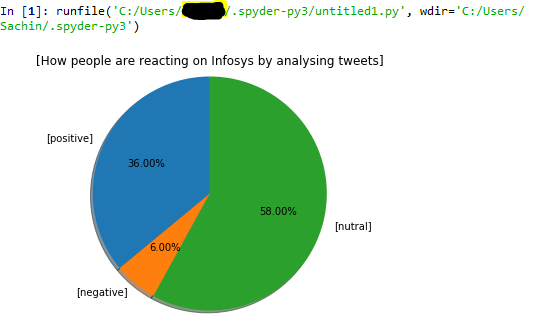 In [1]: runfile('C:/Users/ /.spyder-py3/untitled1.py', wdir='C:/Users/
Sachin/.spyder-py3')
[How people are reacting on Infosys by analysing tweets]
[positive]
36.00%
58.00%
[nutral]
6.00%
[negative]